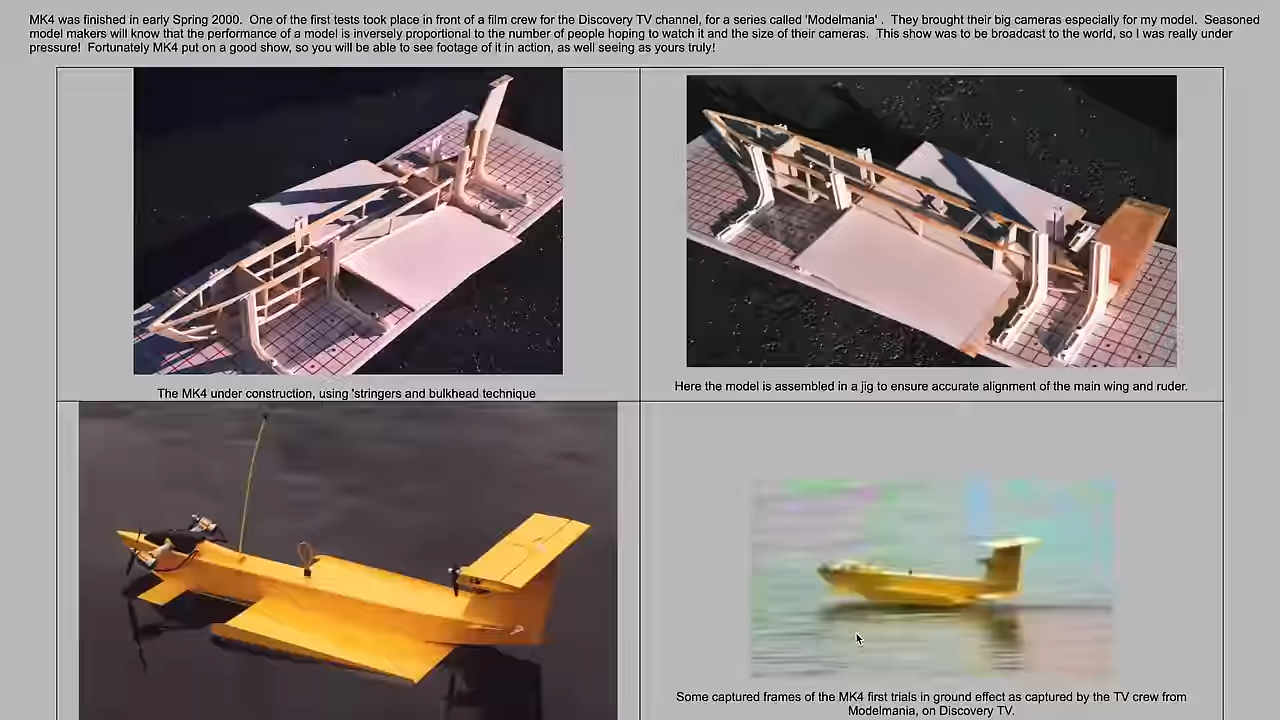 MK4 was finished in early Spring 2000.  One of the first tests took place in front of a film crew for the Discovery TV channel, for a series called 'Modelmania' .  They brought their big cameras especially for my model.  Seasoned
model makers will know that the performance of a model is inversely proportional to the number of people hoping to watch it and the size of their cameras.  This show was to be broadcast to the world, so I was really under
pressure!  Fortunately MK4 put on a good show, so you will be able to see footage of it in action, as well seeing as yours truly!
The MK4 under construction, using 'stringers and bulkhead technique
Here the model is assembled in a jig to ensure accurate alignment of the main wing and ruder.
Some captured frames of the MK4 first trials in ground effect as captured by the TV crew from
Modelmania, on Discovery TV.